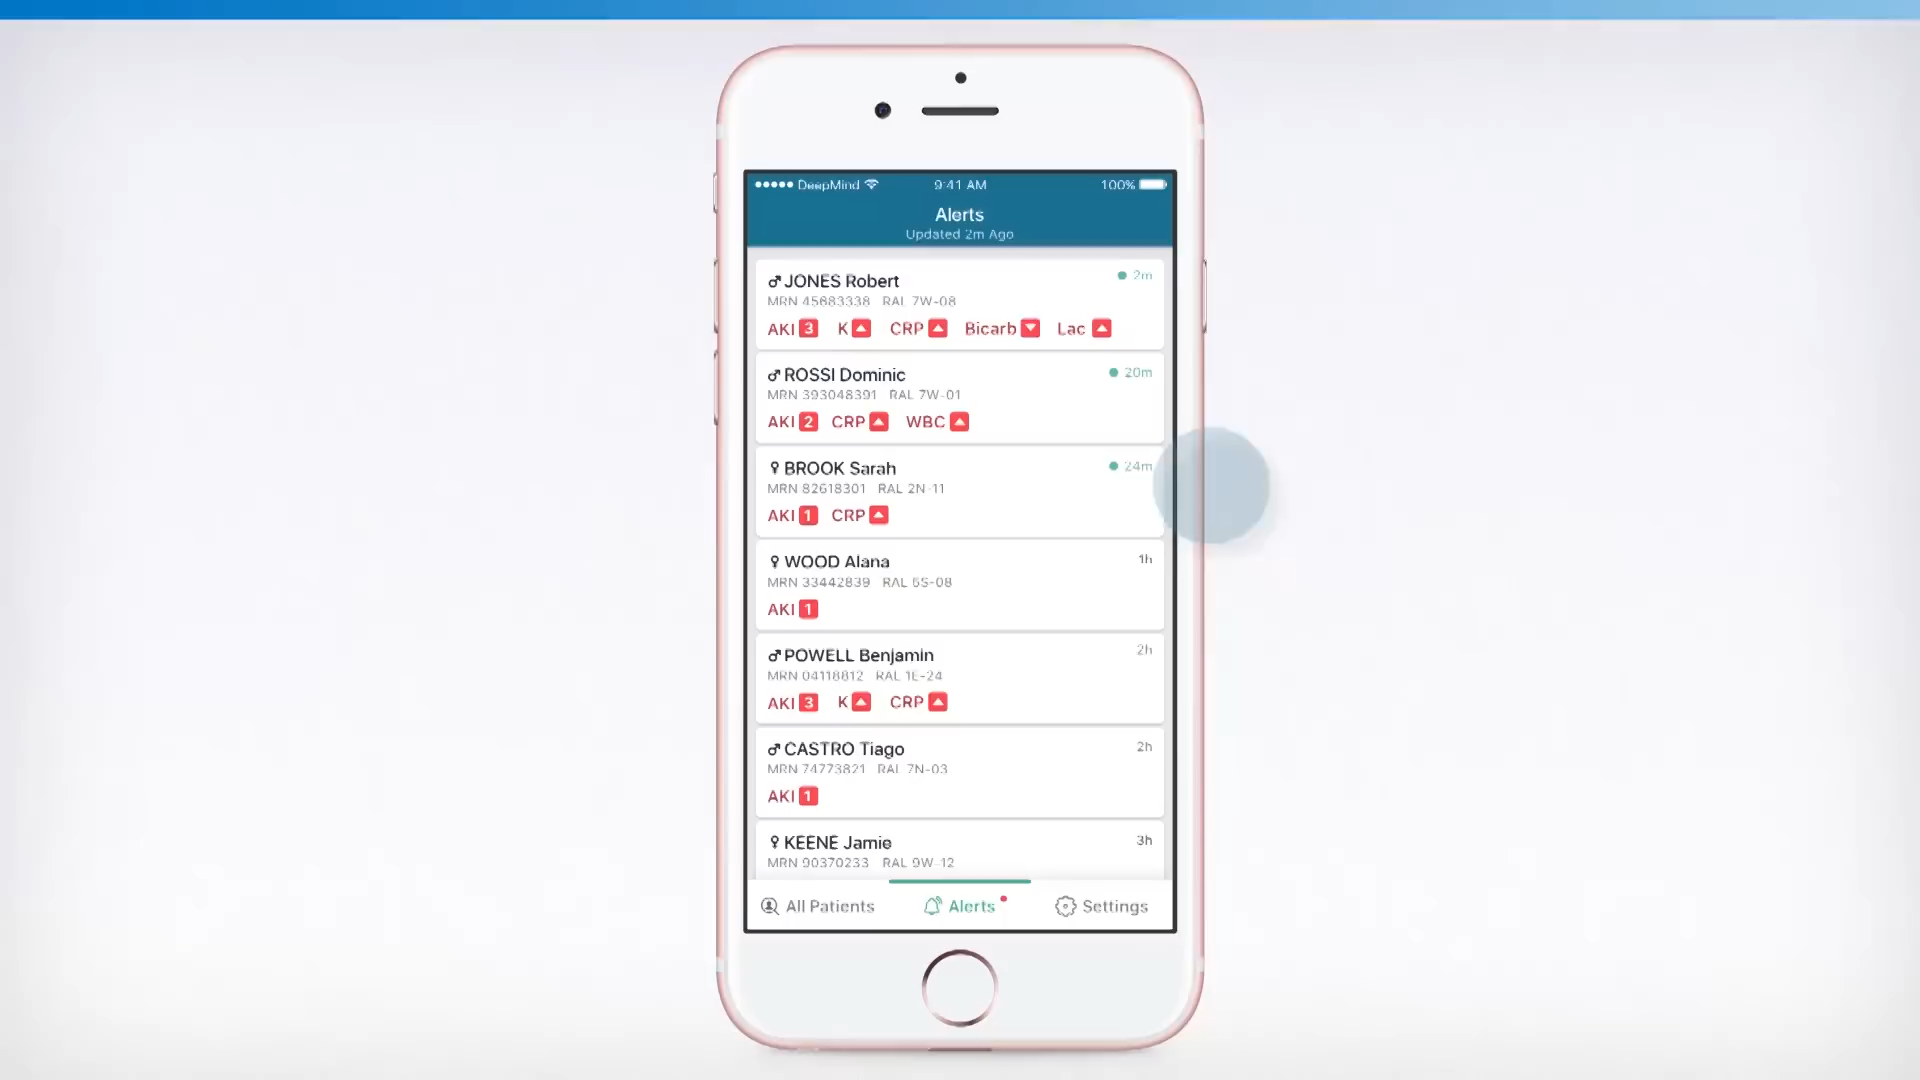 DeepMind 9:41 AM 100%
Alerts
Updated 2m Ago
JONES Robert 2m
MRN 45683338 RAL 7W-08
AKI 3 K CRP Bicarb Lac
ROSSI Dominic 20m
MRN 393048391 RAL 7W-01
AKI 2 CRP WBC
BROOK Sarah 24m
MRN 82618301 RAL 2N-11
AKI 1 CRP
WOOD Alana 1h
MRN 33442839 RAL 6S-08
AKI 1
POWELL Benjamin 2h
MRN 04118812 RAL 1E-24
AKI 3 K CRP
CASTRO Tiago 2h
MRN 74773821 RAL 7N-03
AKI 1
KEENE Jamie 3h
MRN 90370233 RAL 9W-12
All Patients Alerts Settings